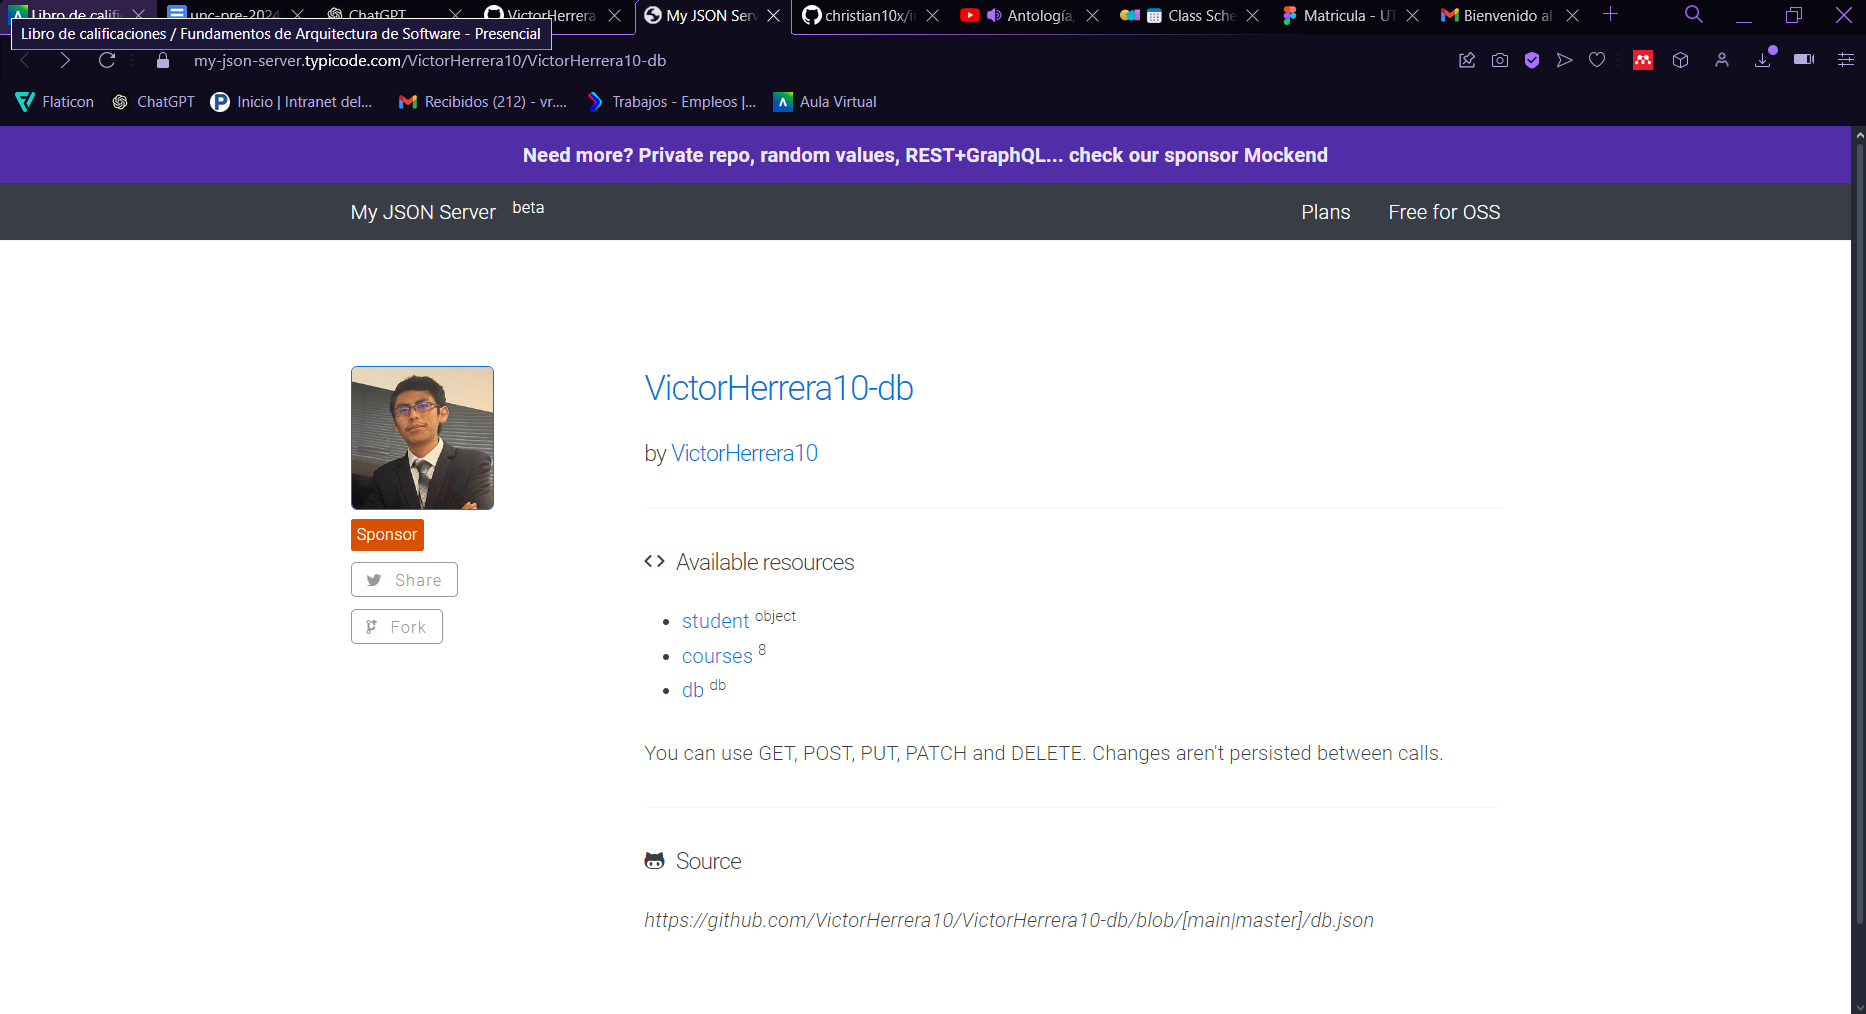 Libro de calific
upc-pre-2024
ChatGPT
VictorHerrera
My JSON Serv
christian10x/i
Antología,
Class Sche
Matricula - UT
Bienvenido al
Libro de calificaciones / Fundamentos de Arquitectura de Software - Presencial
my-json-server.typicode.com/VictorHerrera10/VictorHerrera10-db
Flaticon
ChatGPT
Inicio | Intranet del...
Recibidos (212) - vr....
Trabajos - Empleos |...
Aula Virtual
Need more? Private repo, random values, REST+GraphQL... check our sponsor Mockend
My JSON Server beta
Plans
Free for OSS
VictorHerrera10-db
by VictorHerrera10
Sponsor
Share
Fork
<> Available resources
• student object
• courses 8
• db db
You can use GET, POST, PUT, PATCH and DELETE. Changes aren't persisted between calls.
Source
https://github.com/VictorHerrera10/VictorHerrera10-db/blob/[main|master]/db.json